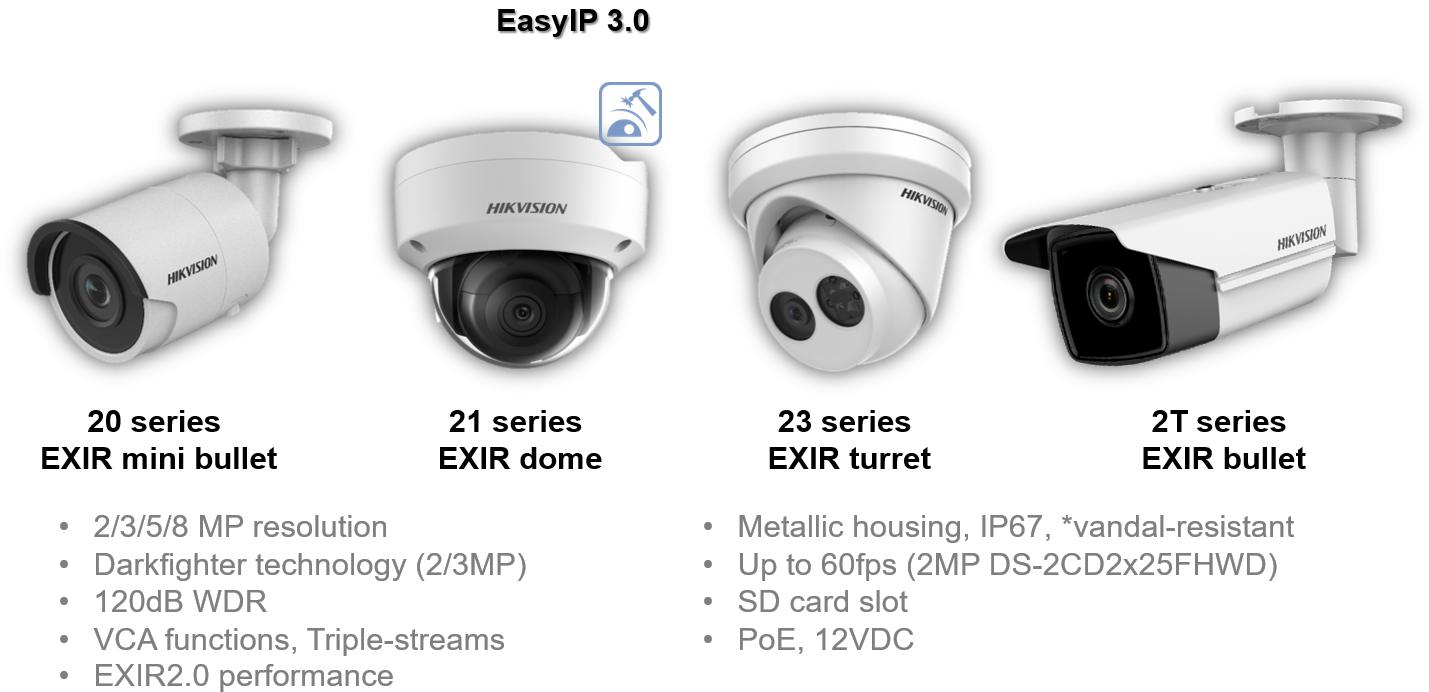 EasyIP 3.0
HIKVISION
HIKVISION
HIKVISION
HIKVISION
20 series
EXIR mini bullet
21 series
EXIR dome
23 series
EXIR turret
2T series
EXIR bullet
• 2/3/5/8 MP resolution
• Darkfighter technology (2/3MP)
• 120dB WDR
• VCA functions, Triple-streams
• EXIR2.0 performance
• Metallic housing, IP67, *vandal-resistant
• Up to 60fps (2MP DS-2CD2x25FHWD)
• SD card slot
• PoE, 12VDC